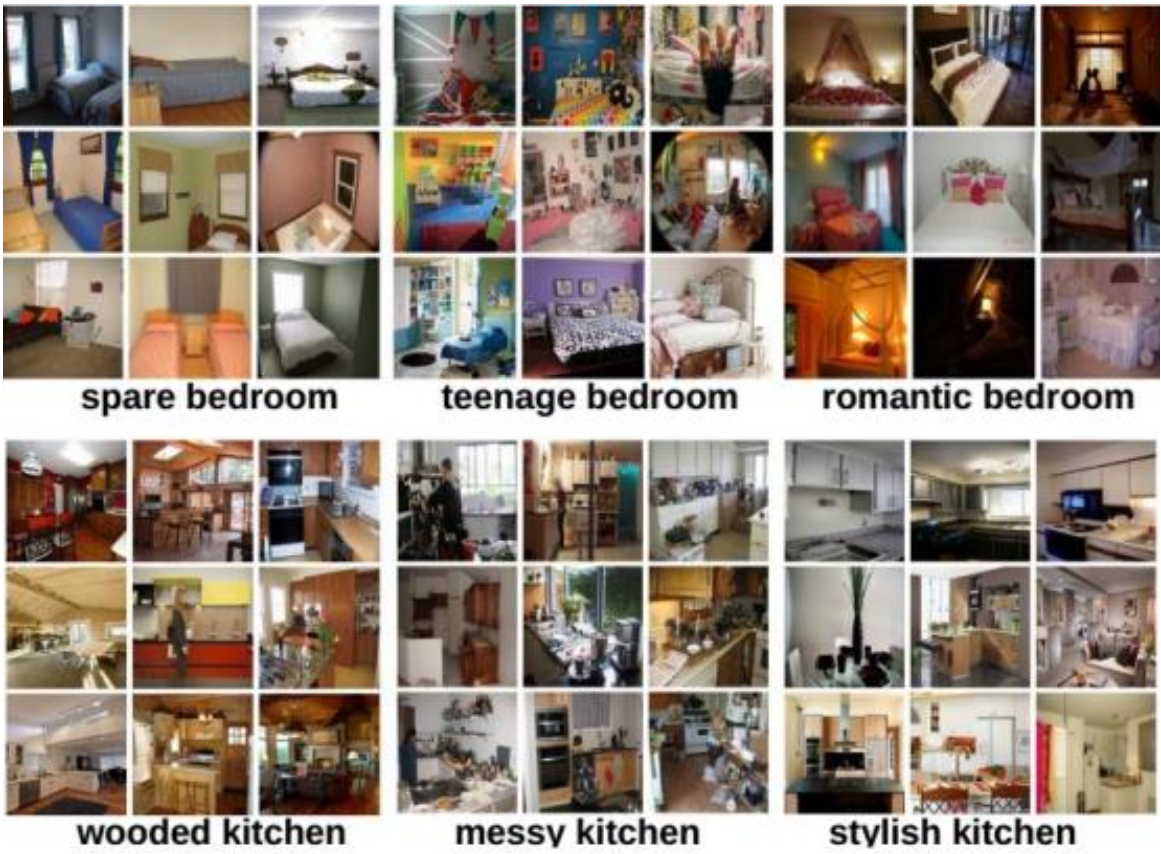 spare bedroom
teenage bedroom
romantic bedroom
wooded kitchen
messy kitchen
stylish kitchen